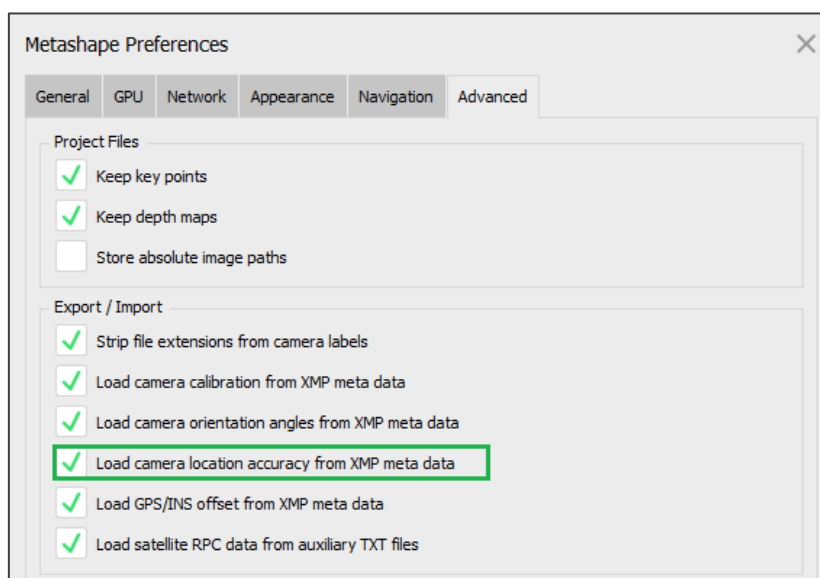 Metashape Preferences
General GPU Network Appearance Navigation Advanced
Project Files
Keep key points
Keep depth maps
Store absolute image paths
Export / Import
Strip file extensions from camera labels
Load camera calibration from XMP meta data
Load camera orientation angles from XMP meta data
Load camera location accuracy from XMP meta data
Load GPS/INS offset from XMP meta data
Load satellite RPC data from auxiliary TXT files